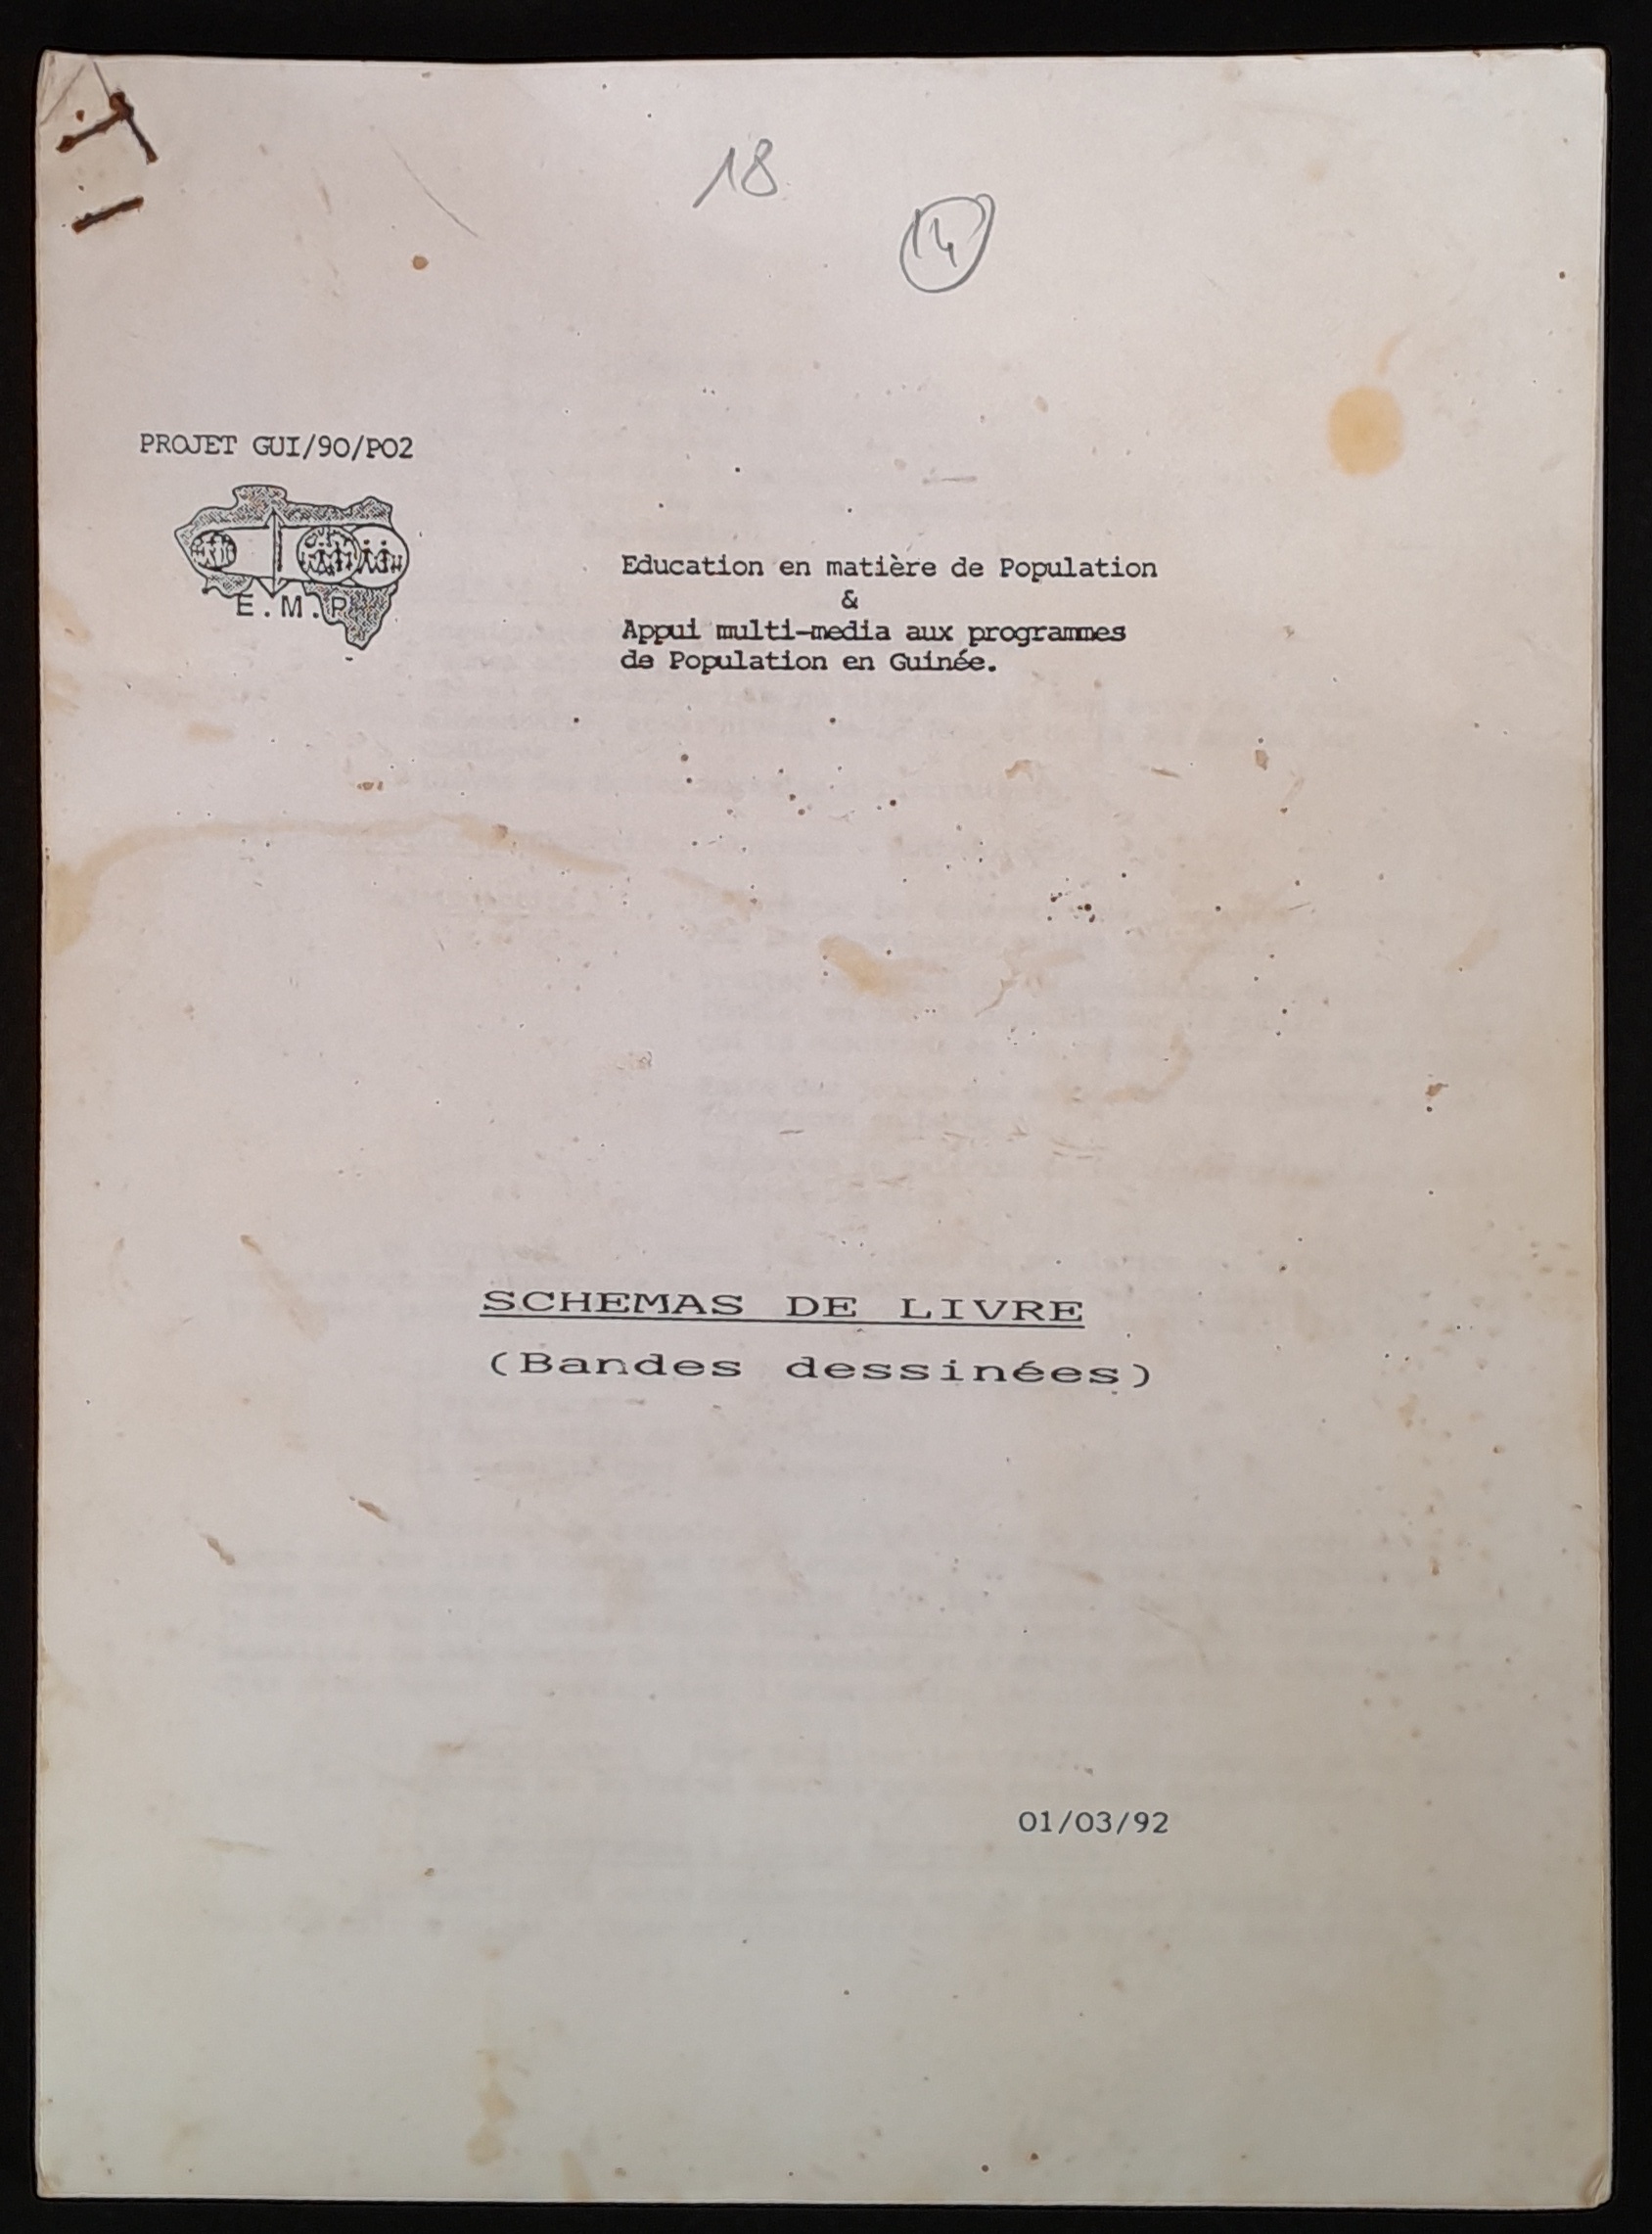 18
14
PROJET GUI/90/PO2
E.M.P
Education en matière de Population
&
Appui multi-media aux programmes
de Population en Guinée.
SCHEMAS DE LIVRE
(Bandes dessinées)
01/03/92